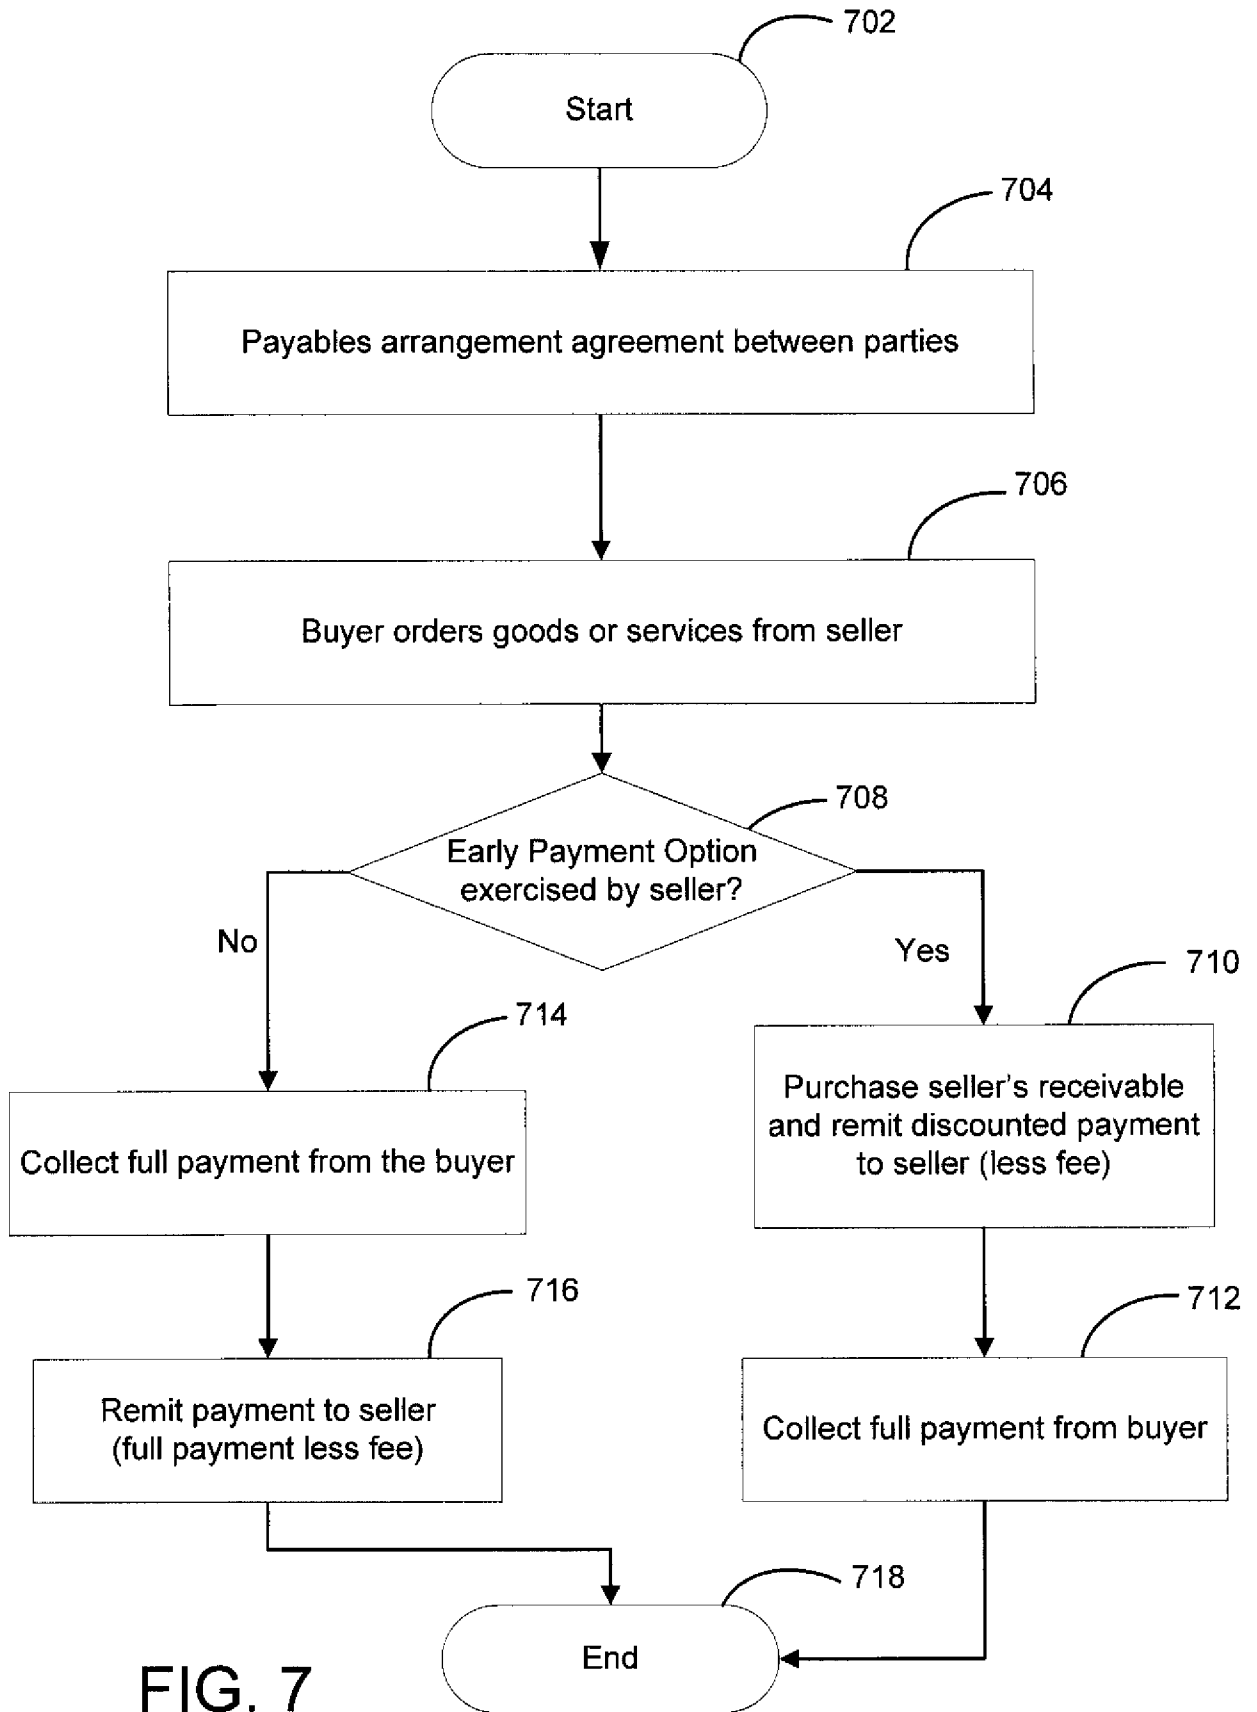 702
Start
704
Payables arrangement agreement between parties
706
Buyer orders goods or services from seller
708
Early Payment Option
exercised by seller?
No
Yes
710
714
Purchase seller's receivable
and remit discounted payment
to seller (less fee)
Collect full payment from the buyer
716
712
Remit payment to seller
(full payment less fee)
Collect full payment from buyer
718
End
FIG. 7